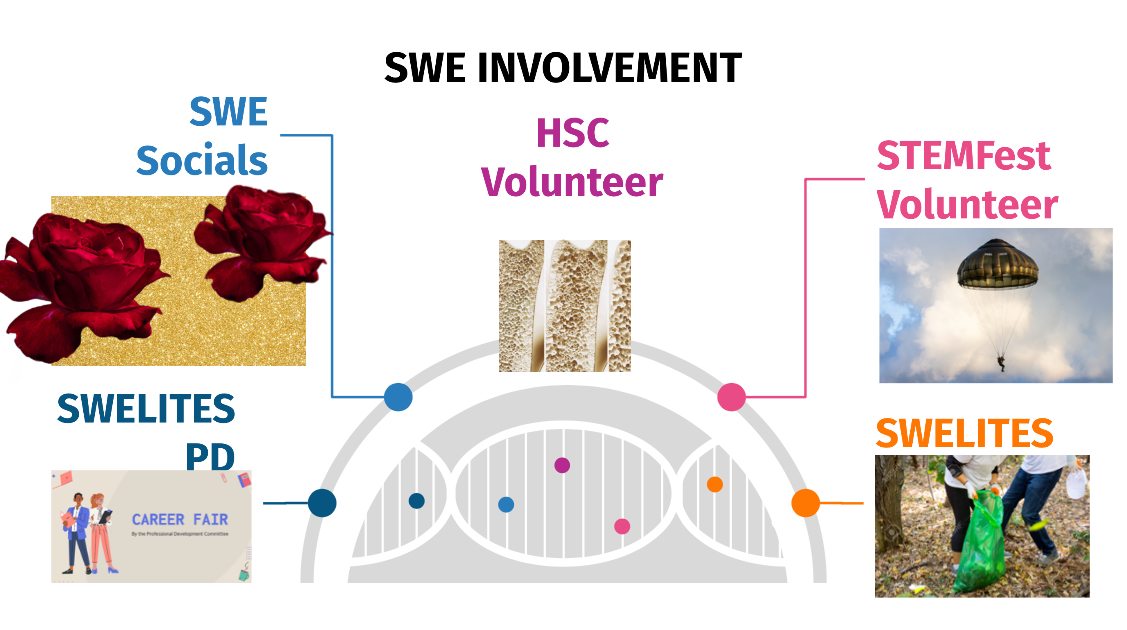 SWE INVOLVEMENT
SWE
Socials
HSC
Volunteer
STEMFest
Volunteer
SWELITES
PD
CAREER FAIR
By the Professional Development Committee
SWELITES